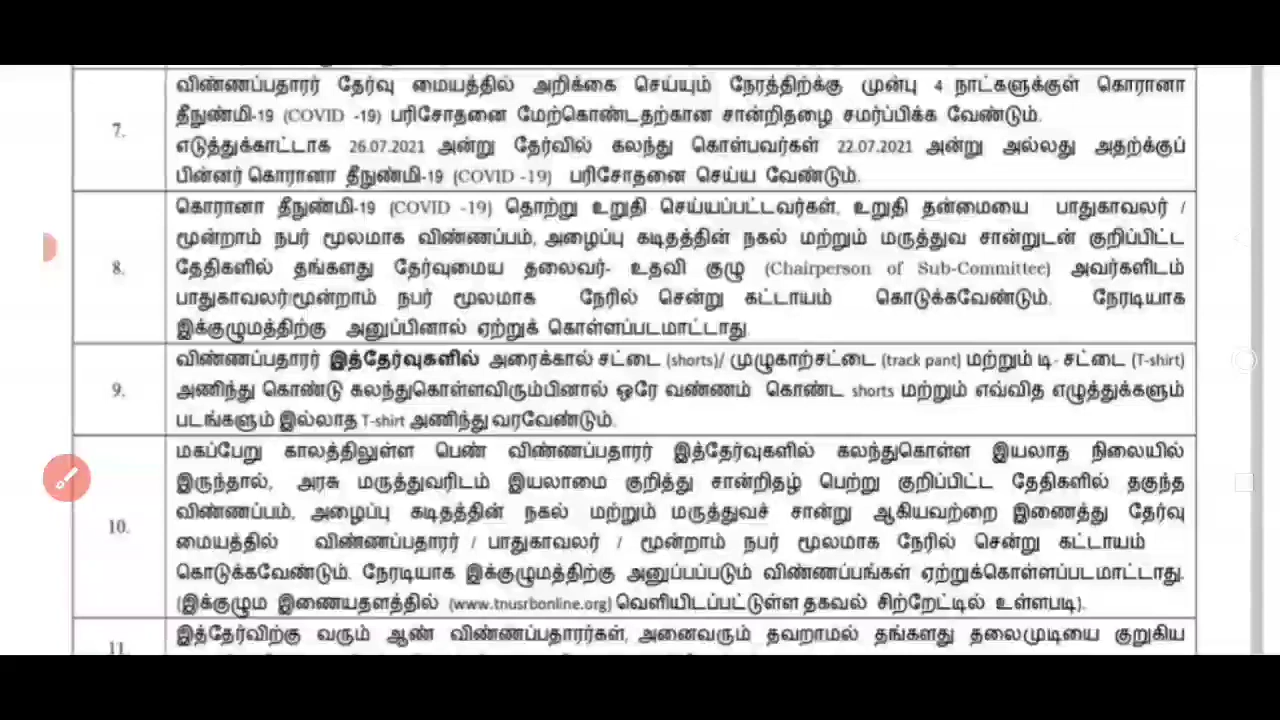 விண்ணப்பதாரர் தேர்வு மையத்தில் அறிக்கை செய்யும் நேரத்திற்க்கு முன்பு 4 நாட்களுக்குள் கொரானா
7. தீநுண்மி-19 (COVID -19) பரிசோதனை மேற்கொண்டதற்கான சான்றிதழை சமர்ப்பிக்க வேண்டும்.
எடுத்துக்காட்டாக 26.07.2021 அன்று தேர்வில் கலந்து கொள்பவர்கள் 22.07.2021 அன்று அல்லது அதற்க்குப்
பின்னர் கொரானா தீநுண்மி-19 (COVID -19) பரிசோதனை செய்ய வேண்டும்.
கொரானா தீநுண்மி-19 (COVID -19) தொற்று உறுதி செய்யப்பட்டவர்கள், உறுதி தன்மையை பாதுகாவலர் /
மூன்றாம் நபர் மூலமாக விண்ணப்பம், அழைப்பு கடிதத்தின் நகல் மற்றும் மருத்துவ சான்றுடன் குறிப்பிட்ட
8. தேதிகளில் தங்களது தேர்வுமைய தலைவர்- உதவி குழு (Chairperson of Sub-Committee) அவர்களிடம்
பாதுகாவலர்/மூன்றாம் நபர் மூலமாக நேரில் சென்று கட்டாயம் கொடுக்கவேண்டும். நேரடியாக
இக்குழுமத்திற்கு அனுப்பினால் ஏற்றுக் கொள்ளப்படமாட்டாது.
விண்ணப்பதாரர் இத்தேர்வுகளில் அரைக்கால் சட்டை (shorts)/ முழுகாற்சட்டை (track pant) மற்றும் டி- சட்டை (T-shirt)
9. அணிந்து கொண்டு கலந்துகொள்ளவிரும்பினால் ஒரே வண்ணம் கொண்ட shorts மற்றும் எவ்வித எழுத்துக்களும்
படங்களும் இல்லாத T-shirt அணிந்து வரவேண்டும்.
மகப்பேறு காலத்திலுள்ள பெண் விண்ணப்பதாரர் இத்தேர்வுகளில் கலந்துகொள்ள இயலாத நிலையில்
இருந்தால், அரசு மருத்துவரிடம் இயலாமை குறித்து சான்றிதழ் பெற்று குறிப்பிட்ட தேதிகளில் தகுந்த
10. விண்ணப்பம், அழைப்பு கடிதத்தின் நகல் மற்றும் மருத்துவச் சான்று ஆகியவற்றை இணைத்து தேர்வு
மையத்தில் விண்ணப்பதாரர் / பாதுகாவலர் / மூன்றாம் நபர் மூலமாக நேரில் சென்று கட்டாயம்
கொடுக்கவேண்டும். நேரடியாக இக்குழுமத்திற்கு அனுப்பப்படும் விண்ணப்பங்கள் ஏற்றுக்கொள்ளப்படமாட்டாது.
(இக்குழும இணையதளத்தில் (www.tnusrbonline.org) வெளியிடப்பட்டுள்ள தகவல் சிற்றேட்டில் உள்ளபடி).
11. இத்தேர்விற்கு வரும் ஆண் விண்ணப்பதாரர்கள், அனைவரும் தவறாமல் தங்களது தலைமுடியை குறுகிய